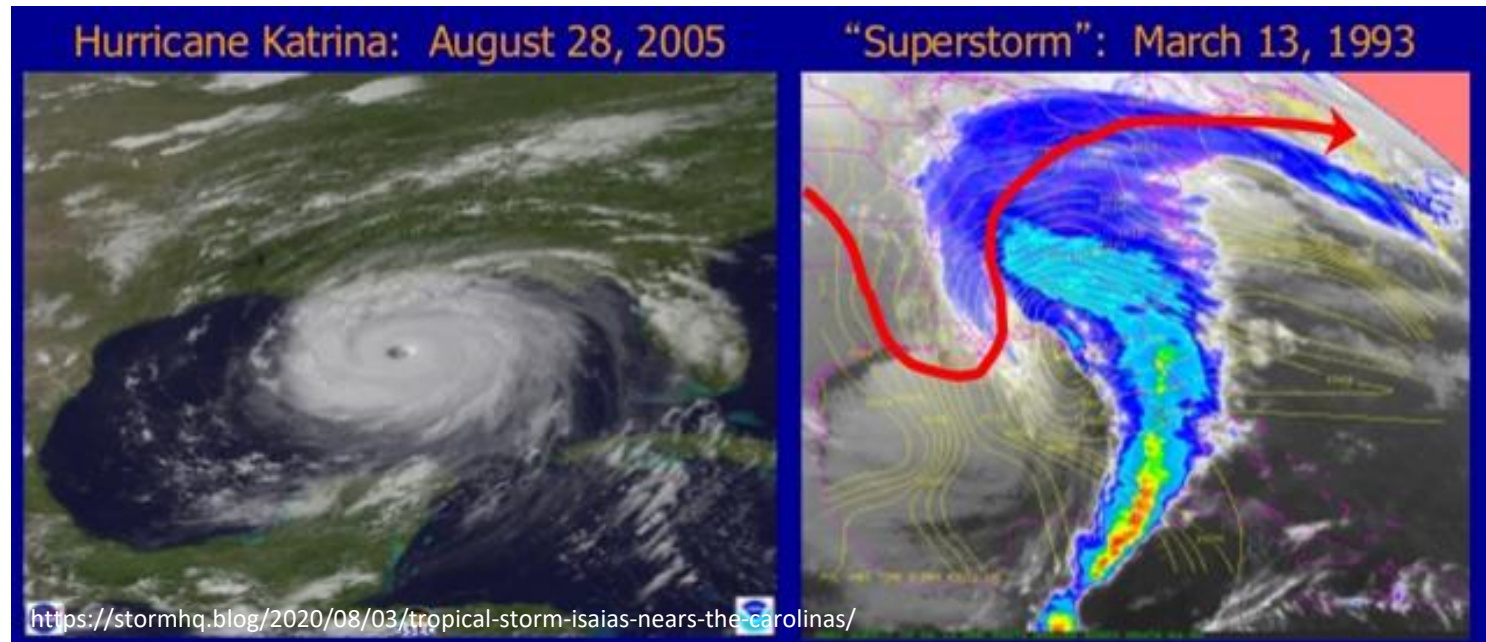 Hurricane Katrina: August 28, 2005
“Superstorm”: March 13, 1993
https://stormhq.blog/2020/08/03/tropical-storm-isaias-nears-the-carolinas/